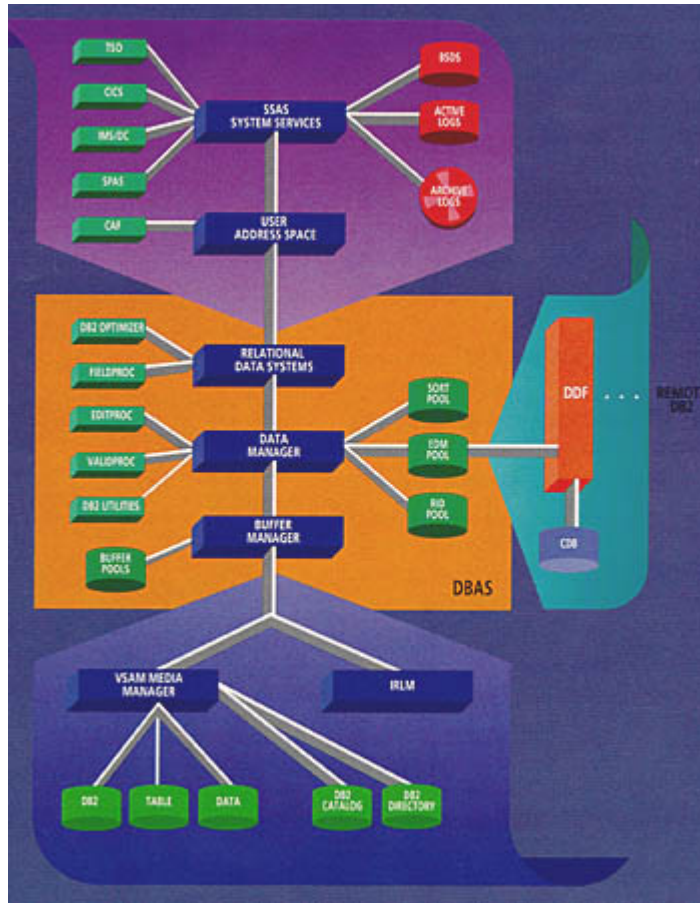 TSO
CICS
IMS/DC
SPAS
CAF
SSAS
SYSTEM SERVICES
USER
ADDRESS SPACE
BSDS
ACTIVE
LOGS
ARCHIVE
LOGS
DB2 OPTIMIZER
FIELDPROC
EDITPROC
VALIDPROC
DB2 UTILITIES
BUFFER
POOLS
RELATIONAL
DATA SYSTEMS
DATA
MANAGER
BUFFER
MANAGER
SORT
POOL
EDM
POOL
RID
POOL
DBAS
DDF
. . .
REMOT
DB2
CDB
VSAM MEDIA
MANAGER
IRLM
DB2
TABLE
DATA
DB2
CATALOG
DB2
DIRECTORY